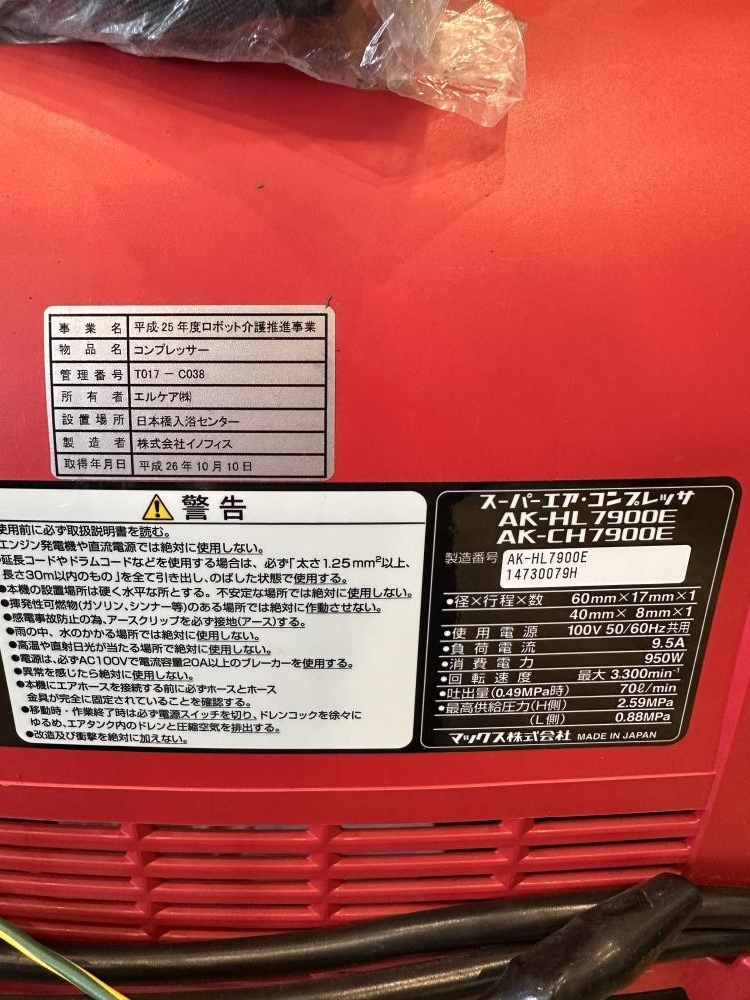 事業名 平成25年度ロボット介護推進事業
物品名 コンプレッサー
管理番号 T017-C038
所有者 エルケア㈱
設置場所 日本橋入浴センター
製造者 株式会社イノフィス
取得年月日 平成26年10月10日
警告
使用前に必ず取扱説明書を読む。
エンジン発電機や直流電源では絶対に使用しない。
延長コードやドラムコードなどを使用する場合は、必ず「太さ1.25mm²以上、
長さ30m以内のもの」を全て引き出し、のばした状態で使用する。
●本機の設置場所は硬く水平な所とする。不安定な場所では絶対に使用しない。
●揮発性可燃物(ガソリン、シンナー等)のある場所では絶対に作動させない。
●感電事故防止の為、アースクリップを必ず接地(アース)する。
●雨の中、水のかかる場所では絶対に使用しない。
●高温や直射日光が当たる場所で絶対に使用しない。
●電源は、必ずAC100Vで電流容量20A以上のブレーカーを使用する。
●異常を感じたら絶対に使用しない。
●本機にエアホースを接続する前に必ずホースとホース
金具が完全に固定されていることを確認する。
●移動時・作業終了時は必ず電源スイッチを切り、ドレンコックを徐々に
ゆるめ、エアタンク内のドレンと圧縮空気を排出する。
●改造及び衝撃を絶対に加えない。
スーパーエア・コンプレッサ
AK-HL7900E
AK-CH7900E
製造番号 AK-HL7900E
14730079H
●径×行程×数 60mm×17mm×1
40mm× 8mm×1
●使用電源 100V 50/60Hz共用
●負荷電流 9.5A
●消費電力 950W
●回転速度 最大 3,300min⁻¹
●吐出量(0.49MPa時) 70ℓ/min
●最高供給圧力(H側) 2.59MPa
(L側) 0.88MPa
マックス株式会社 MADE IN JAPAN